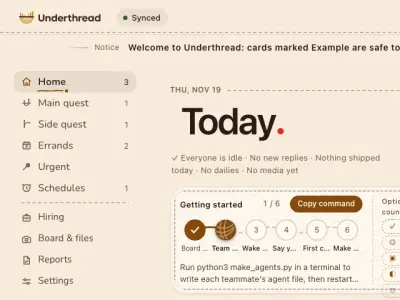 Underthread
Synced
Notice Welcome to Underthread: cards marked Example are safe to
Home 3
Main quest 1
Side quest 1
Errands 2
Urgent
Schedules 1
Hiring
Board & files
Reports
Settings
THU, NOV 19
Today.
✓ Everyone is idle · No new replies · Nothing shipped
today · No dailies · No media yet
Getting started 1 / 6 Copy command
3 4 5 6
Board ... Team ... Wake ... Say y... First c... Make ...
Run python3 make_agents.py in a terminal to
write each teammate's agent file, then restart...
Optio
coun